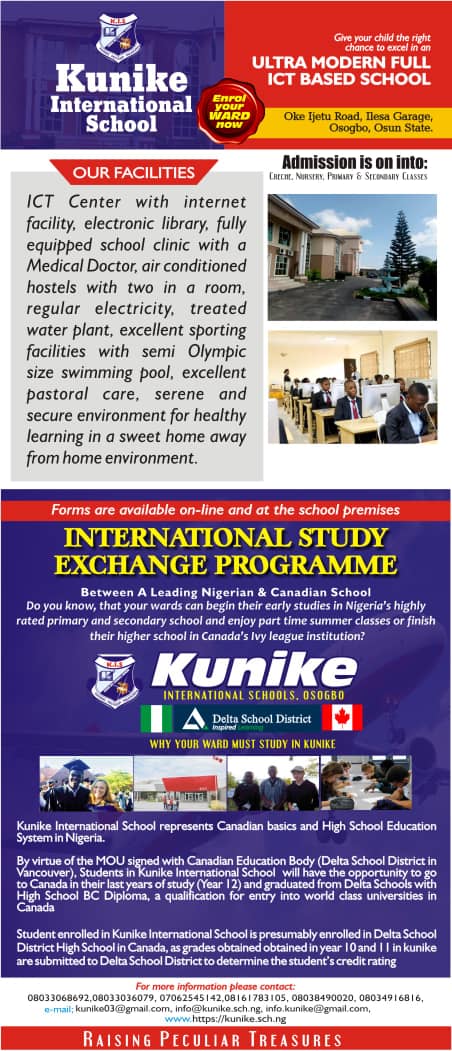 K.I.S
Kunike
International
School
Give your child the right
chance to excel in an
ULTRA MODERN FULL
ICT BASED SCHOOL
Enrol
your
WARD
now
Oke Ijetu Road, Ilesa Garage,
Osogbo, Osun State.
OUR FACILITIES
Admission is on into:
Creche, Nursery, Primary & Secondary Classes
ICT Center with internet
facility, electronic library, fully
equipped school clinic with a
Medical Doctor, air conditioned
hostels with two in a room,
regular electricity, treated
water plant, excellent sporting
facilities with semi Olympic
size swimming pool, excellent
pastoral care, serene and
secure environment for healthy
learning in a sweet home away
from home environment.
Forms are available on-line and at the school premises
INTERNATIONAL STUDY
EXCHANGE PROGRAMME
Between A Leading Nigerian & Canadian School
Do you know, that your wards can begin their early studies in Nigeria's highly
rated primary and secondary school and enjoy part time summer classes or finish
their higher school in Canada's Ivy league institution?
K.I.S
Kunike
INTERNATIONAL SCHOOLS, OSOGBO
Delta School District
Inspired Learning
WHY YOUR WARD MUST STUDY IN KUNIKE
Kunike International School represents Canadian basics and High School Education
System in Nigeria.
By virtue of the MOU signed with Canadian Education Body (Delta School District in
Vancouver), Students in Kunike International School will have the opportunity to go
to Canada in their last years of study (Year 12) and graduated from Delta Schools with
High School BC Diploma, a qualification for entry into world class universities in
Canada
Student enrolled in Kunike International School is presumably enrolled in Delta School
District High School in Canada, as grades obtained obtained in year 10 and 11 in kunike
are submitted to Delta School District to determine the student's credit rating
For more information please contact:
08033068692,08033036079, 07062545142,08161783105, 08038490020, 08034916816,
e-mail; kunike03@gmail.com, info@kunike.sch.ng, info.kunike@gmail.com,
www.https://kunike.sch.ng
Raising Peculiar Treasures